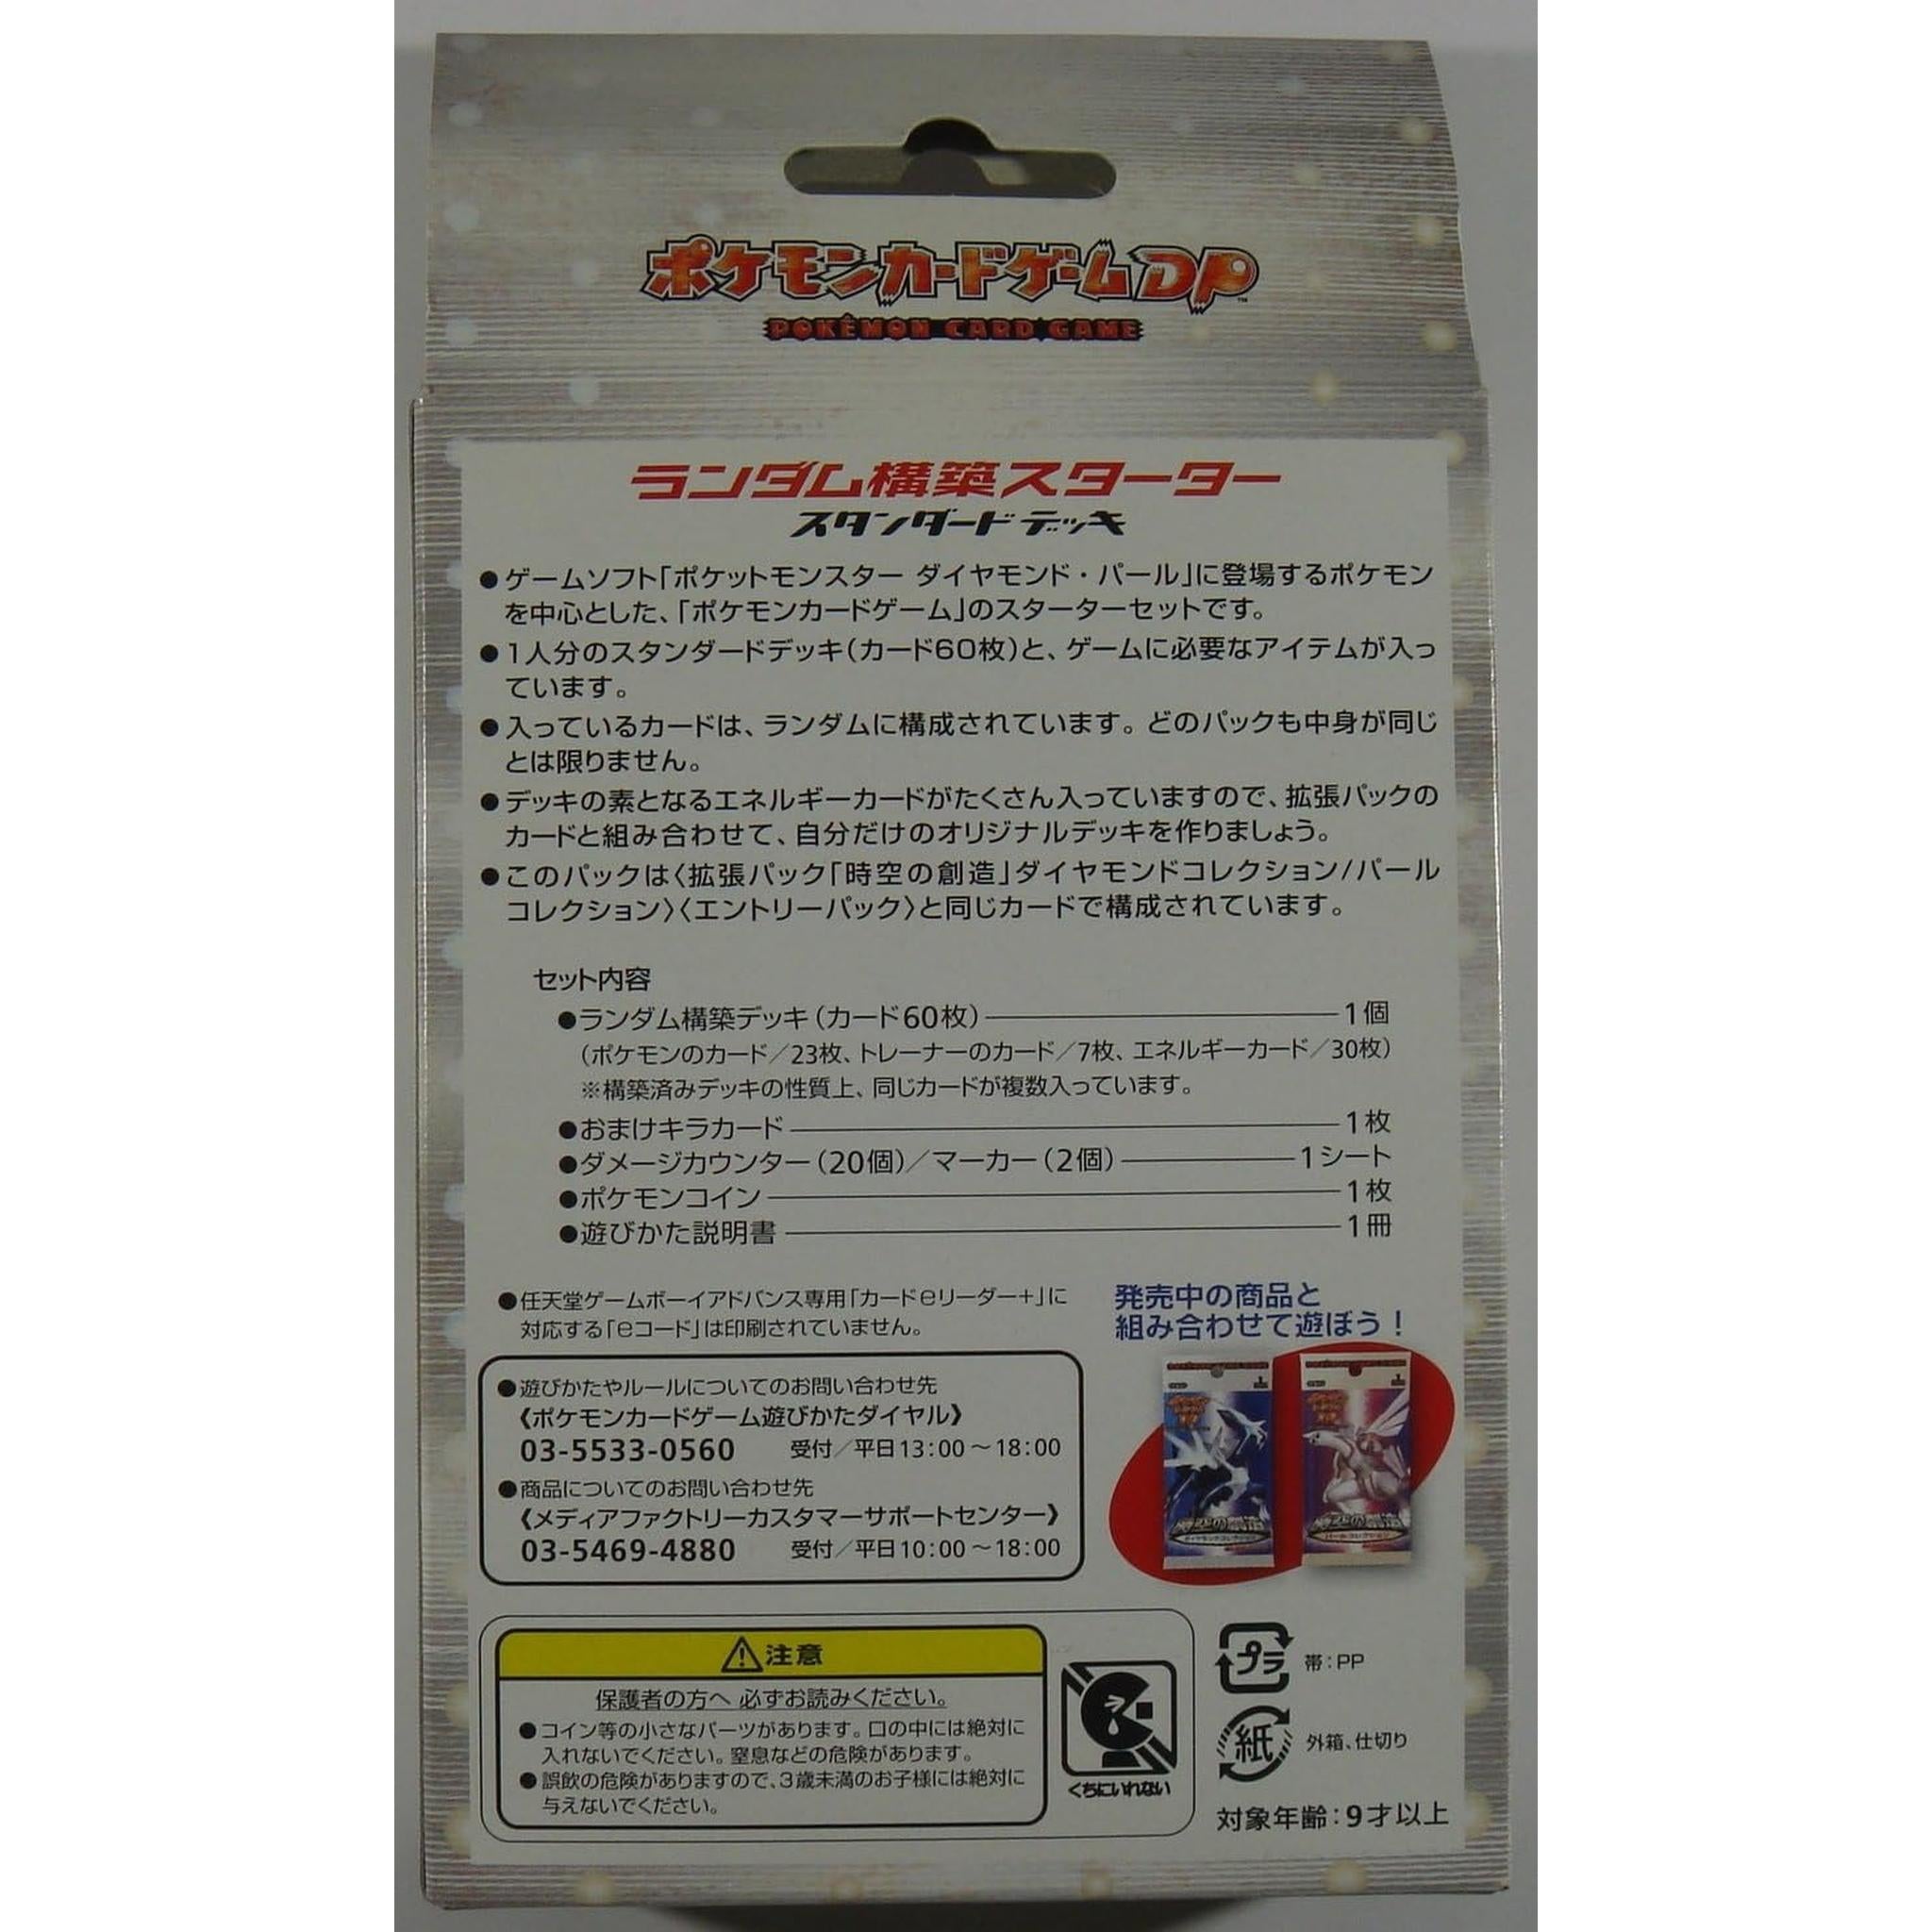 ポケモンカードゲームDP™
POKÉMON CARD GAME
ランダム構築スターター
スタンダードデッキ
●ゲームソフト「ポケットモンスター ダイヤモンド・パール」に登場するポケモン
を中心とした、「ポケモンカードゲーム」のスターターセットです。
●1人分のスタンダードデッキ(カード60枚)と、ゲームに必要なアイテムが入っ
ています。
●入っているカードは、ランダムに構成されています。どのパックも中身が同じ
とは限りません。
●デッキの素となるエネルギーカードがたくさん入っていますので、拡張パックの
カードと組み合わせて、自分だけのオリジナルデッキを作りましょう。
●このパックは〈拡張パック「時空の創造」ダイヤモンドコレクション/パール
コレクション〉〈エントリーパック〉と同じカードで構成されています。
セット内容
●ランダム構築デッキ(カード60枚)―1個
(ポケモンのカード/23枚、トレーナーのカード/7枚、エネルギーカード/30枚)
※構築済みデッキの性質上、同じカードが複数入っています。
●おまけキラカード―1枚
●ダメージカウンター(20個)/マーカー(2個)―1シート
●ポケモンコイン―1枚
●遊びかた説明書―1冊
●任天堂ゲームボーイアドバンス専用「カードeリーダー+」に
対応する「eコード」は印刷されていません。
発売中の商品と
組み合わせて遊ぼう!
●遊びかたやルールについてのお問い合わせ先
《ポケモンカードゲーム遊びかたダイヤル》
03-5533-0560 受付/平日13:00~18:00
●商品についてのお問い合わせ先
《メディアファクトリーカスタマーサポートセンター》
03-5469-4880 受付/平日10:00~18:00
ダイヤモンドコレクション
パールコレクション
⚠注意
保護者の方へ 必ずお読みください。
●コイン等の小さなパーツがあります。口の中には絶対に
入れないでください。窒息などの危険があります。
●誤飲の危険がありますので、3歳未満のお子様には絶対に
与えないでください。
くちにいれない
プラ 帯:PP
紙 外箱、仕切り
対象年齢:9才以上